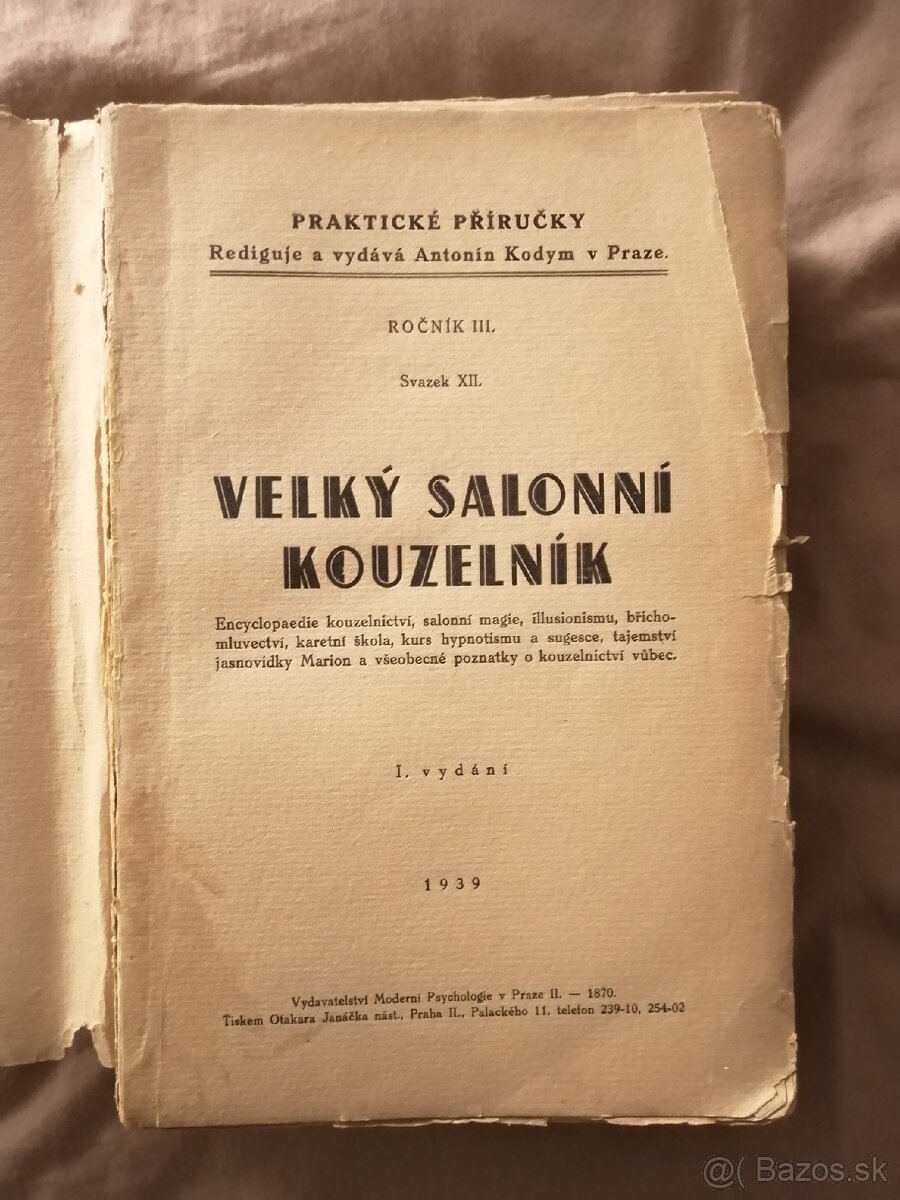 PRAKTICKÉ PŘÍRUČKY
Rediguje a vydává Antonín Kodym v Praze.
ROČNÍK III.
Svazek XII.
VELKÝ SALONNÍ
KOUZELNÍK
Encyclopaedie kouzelnictví, salonní magie, illusionismu, břicho-
mluvectví, karetní škola, kurs hypnotismu a sugesce, tajemství
jasnovidky Marion a všeobecné poznatky o kouzelnictví vůbec.
I. vydání
1939
Vydavatelství Moderní Psychologie v Praze II. — 1870.
Tiskem Otakara Janáčka nást., Praha II., Palackého 11, telefon 239-10, 254-02
@( Bazos.sk